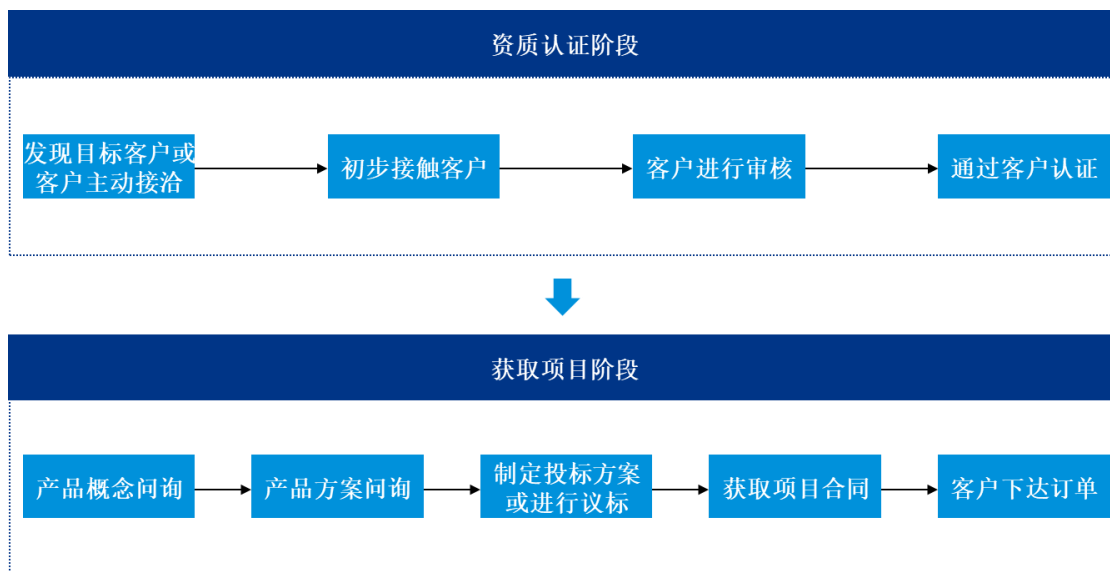 资质认证阶段
发现目标客户或
客户主动接洽
初步接触客户
客户进行审核
通过客户认证
获取项目阶段
产品概念问询
产品方案问询
制定投标方案
或进行议标
获取项目合同
客户下达订单